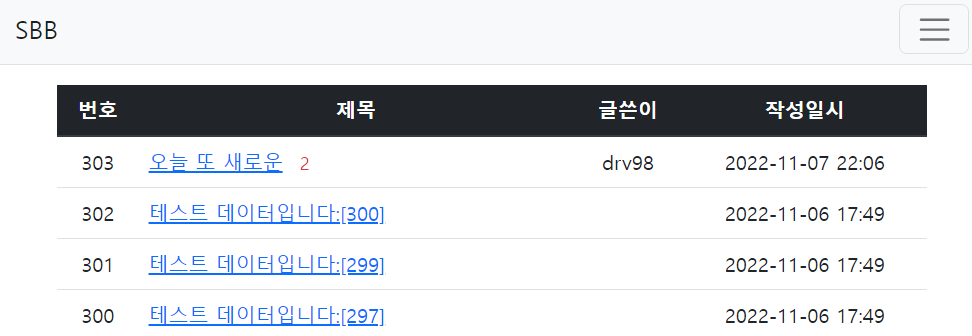 SBB
번호 제목 글쓴이 작성일시
303 오늘 또 새로운 2 drv98 2022-11-07 22:06
302 테스트 데이터입니다:[300] 2022-11-06 17:49
301 테스트 데이터입니다:[299] 2022-11-06 17:49
300 테스트 데이터입니다:[297] 2022-11-06 17:49